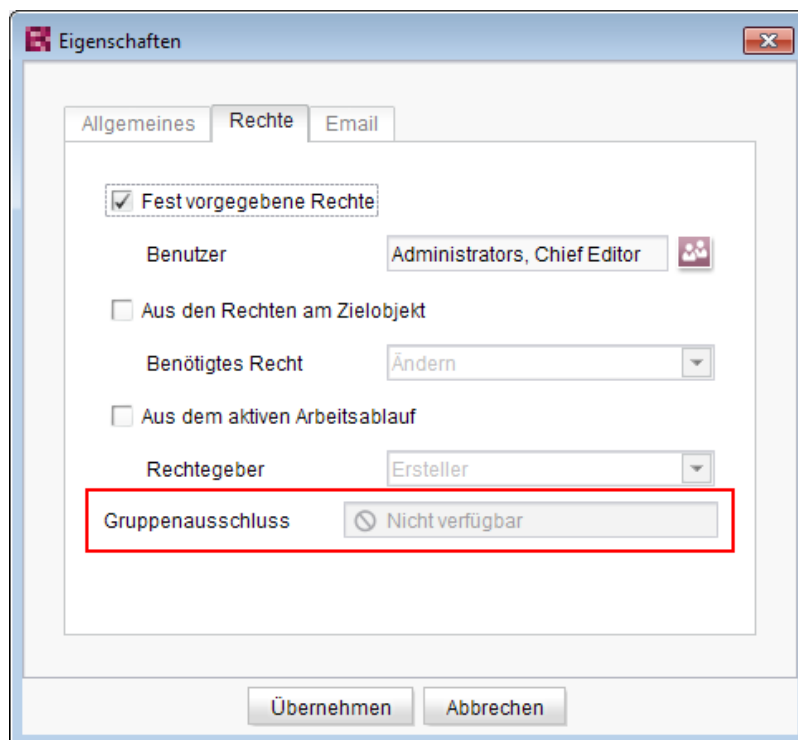 Eigenschaften
Allgemeines Rechte Email
Fest vorgegebene Rechte
Benutzer Administrators, Chief Editor
Aus den Rechten am Zielobjekt
Benötigtes Recht Ändern
Aus dem aktiven Arbeitsablauf
Rechtegeber Ersteller
Gruppenausschluss Nicht verfügbar
Übernehmen Abbrechen